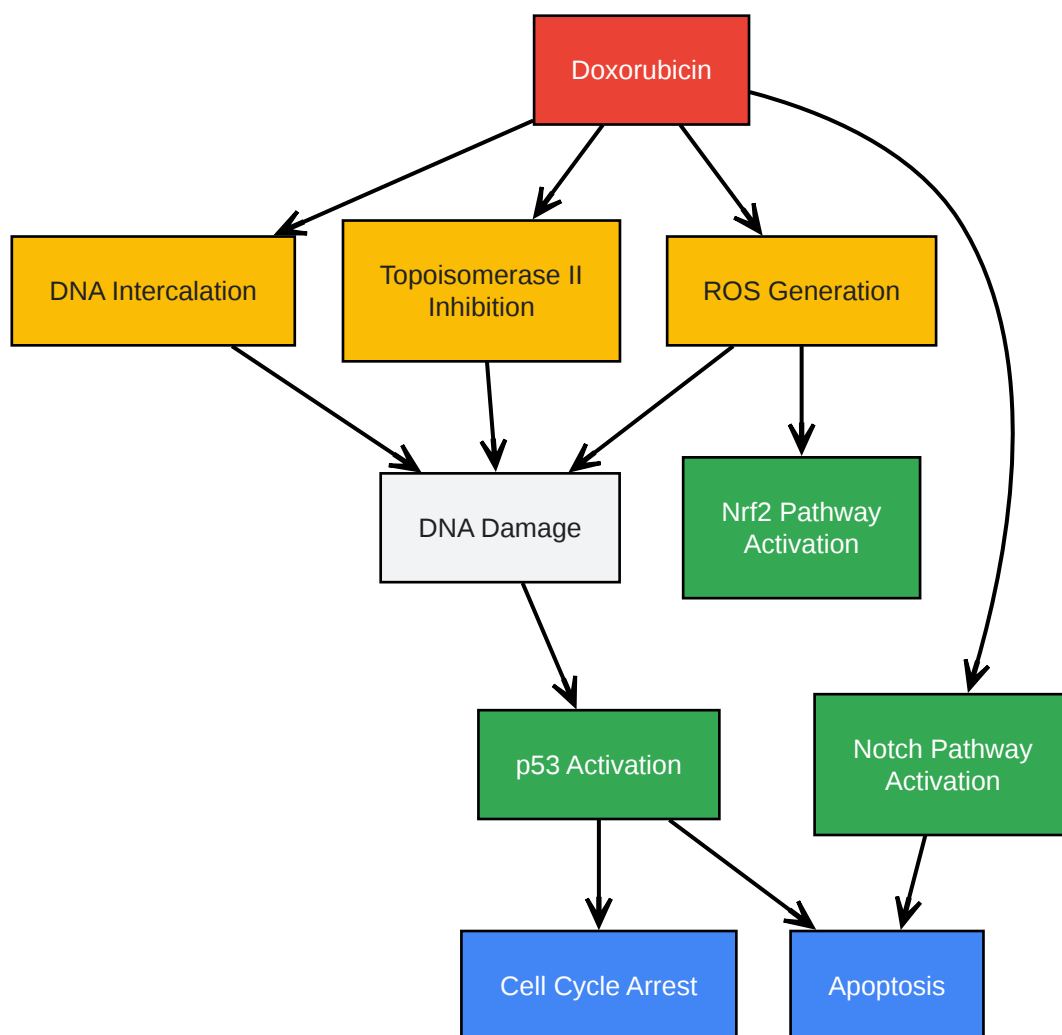 Doxorubicin
DNA Intercalation
Topoisomerase II
Inhibition
ROS Generation
DNA Damage
Nrf2 Pathway
Activation
p53 Activation
Notch Pathway
Activation
Cell Cycle Arrest
Apoptosis